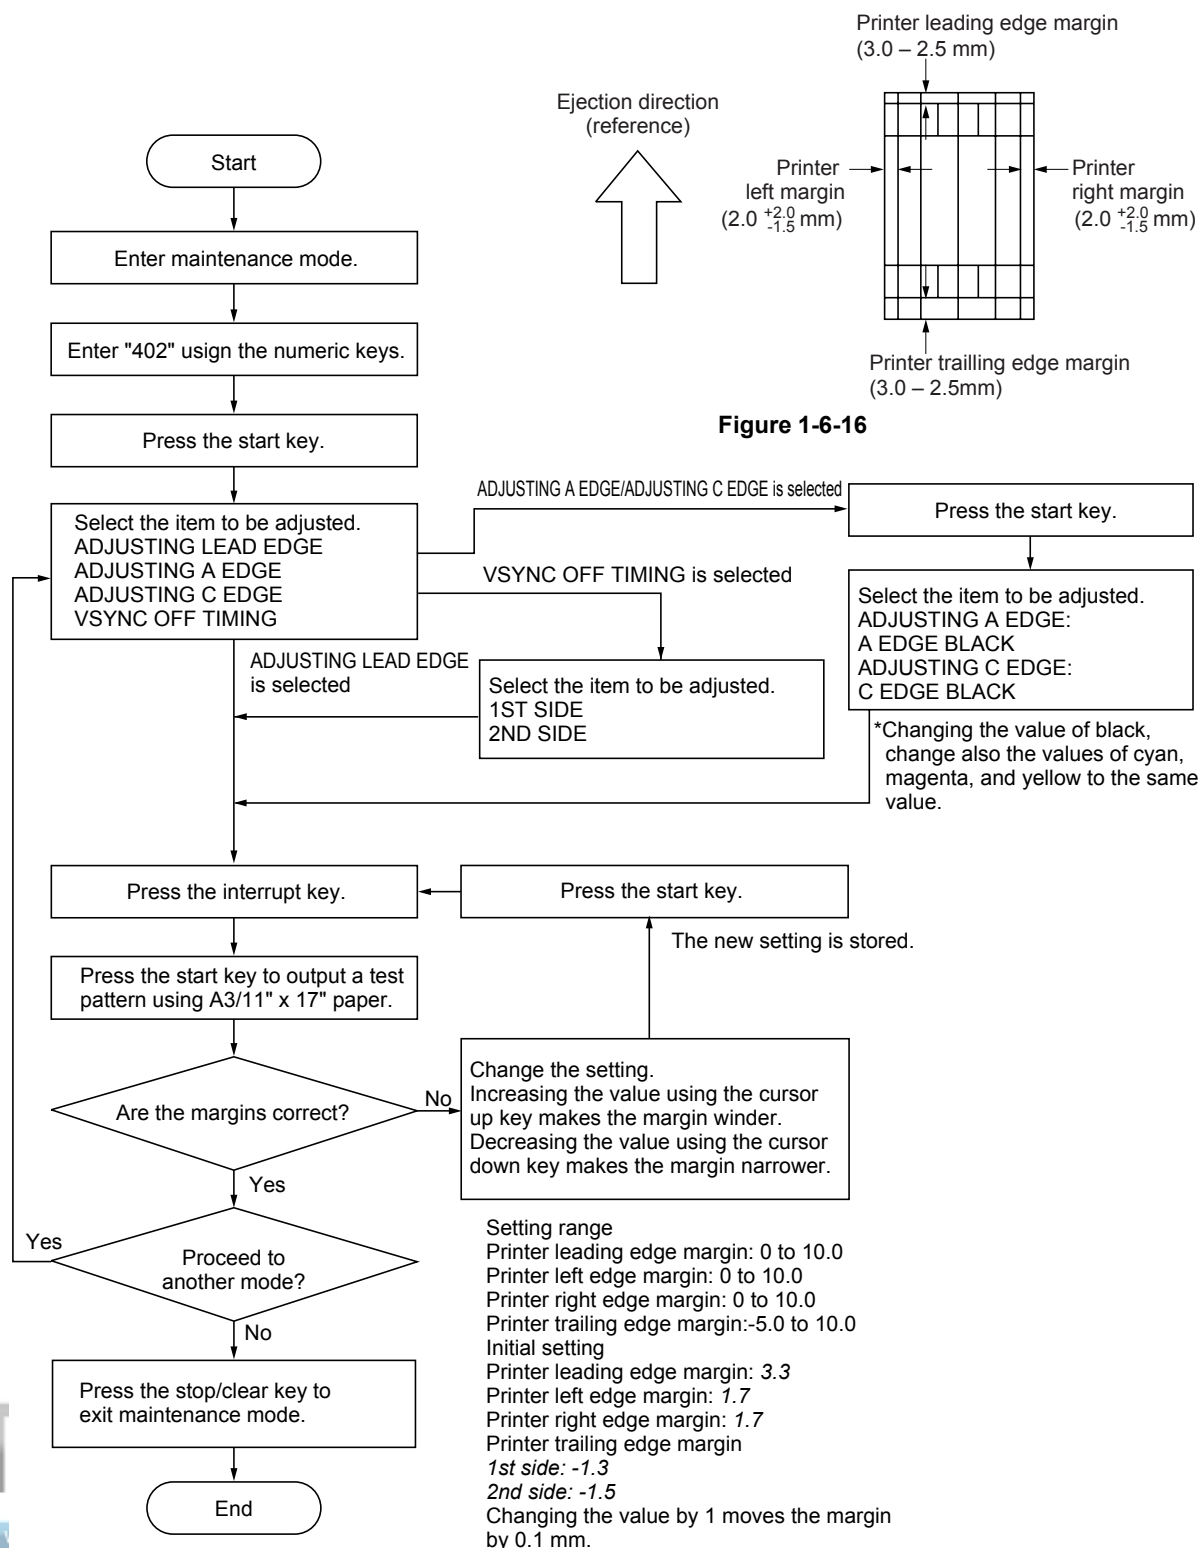 Printer leading edge margin
(3.0 – 2.5 mm)
Ejection direction
(reference)
Printer
left margin
(2.0 +2.0 -1.5 mm)
Printer
right margin
(2.0 +2.0 -1.5 mm)
Printer trailling edge margin
(3.0 – 2.5mm)
Figure 1-6-16
Start
Enter maintenance mode.
Enter "402" usign the numeric keys.
Press the start key.
Select the item to be adjusted.
ADJUSTING LEAD EDGE
ADJUSTING A EDGE
ADJUSTING C EDGE
VSYNC OFF TIMING
ADJUSTING A EDGE/ADJUSTING C EDGE is selected
Press the start key.
Select the item to be adjusted.
ADJUSTING A EDGE:
A EDGE BLACK
ADJUSTING C EDGE:
C EDGE BLACK
*Changing the value of black,
change also the values of cyan,
magenta, and yellow to the same
value.
VSYNC OFF TIMING is selected
Select the item to be adjusted.
1ST SIDE
2ND SIDE
ADJUSTING LEAD EDGE
is selected
Press the interrupt key.
Press the start key.
The new setting is stored.
Press the start key to output a test
pattern using A3/11" x 17" paper.
Are the margins correct?
No
Change the setting.
Increasing the value using the cursor
up key makes the margin winder.
Decreasing the value using the cursor
down key makes the margin narrower.
Yes
Yes
Proceed to
another mode?
No
Press the stop/clear key to
exit maintenance mode.
End
Setting range
Printer leading edge margin: 0 to 10.0
Printer left edge margin: 0 to 10.0
Printer right edge margin: 0 to 10.0
Printer trailing edge margin:-5.0 to 10.0
Initial setting
Printer leading edge margin: 3.3
Printer left edge margin: 1.7
Printer right edge margin: 1.7
Printer trailing edge margin
1st side: -1.3
2nd side: -1.5
Changing the value by 1 moves the margin
by 0.1 mm.